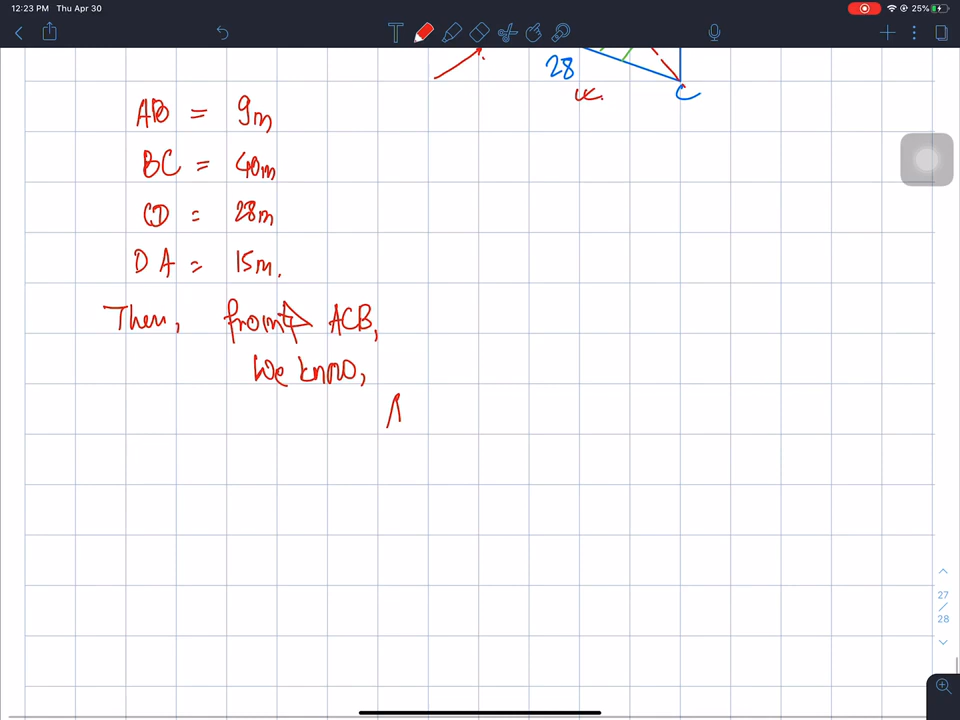 12:23 PM Thu Apr 30
25%
28
C
AB = 9m
BC = 40m
CD = 28m
DA = 15m.
Then, from ACB,
We know,
A
27
/
28